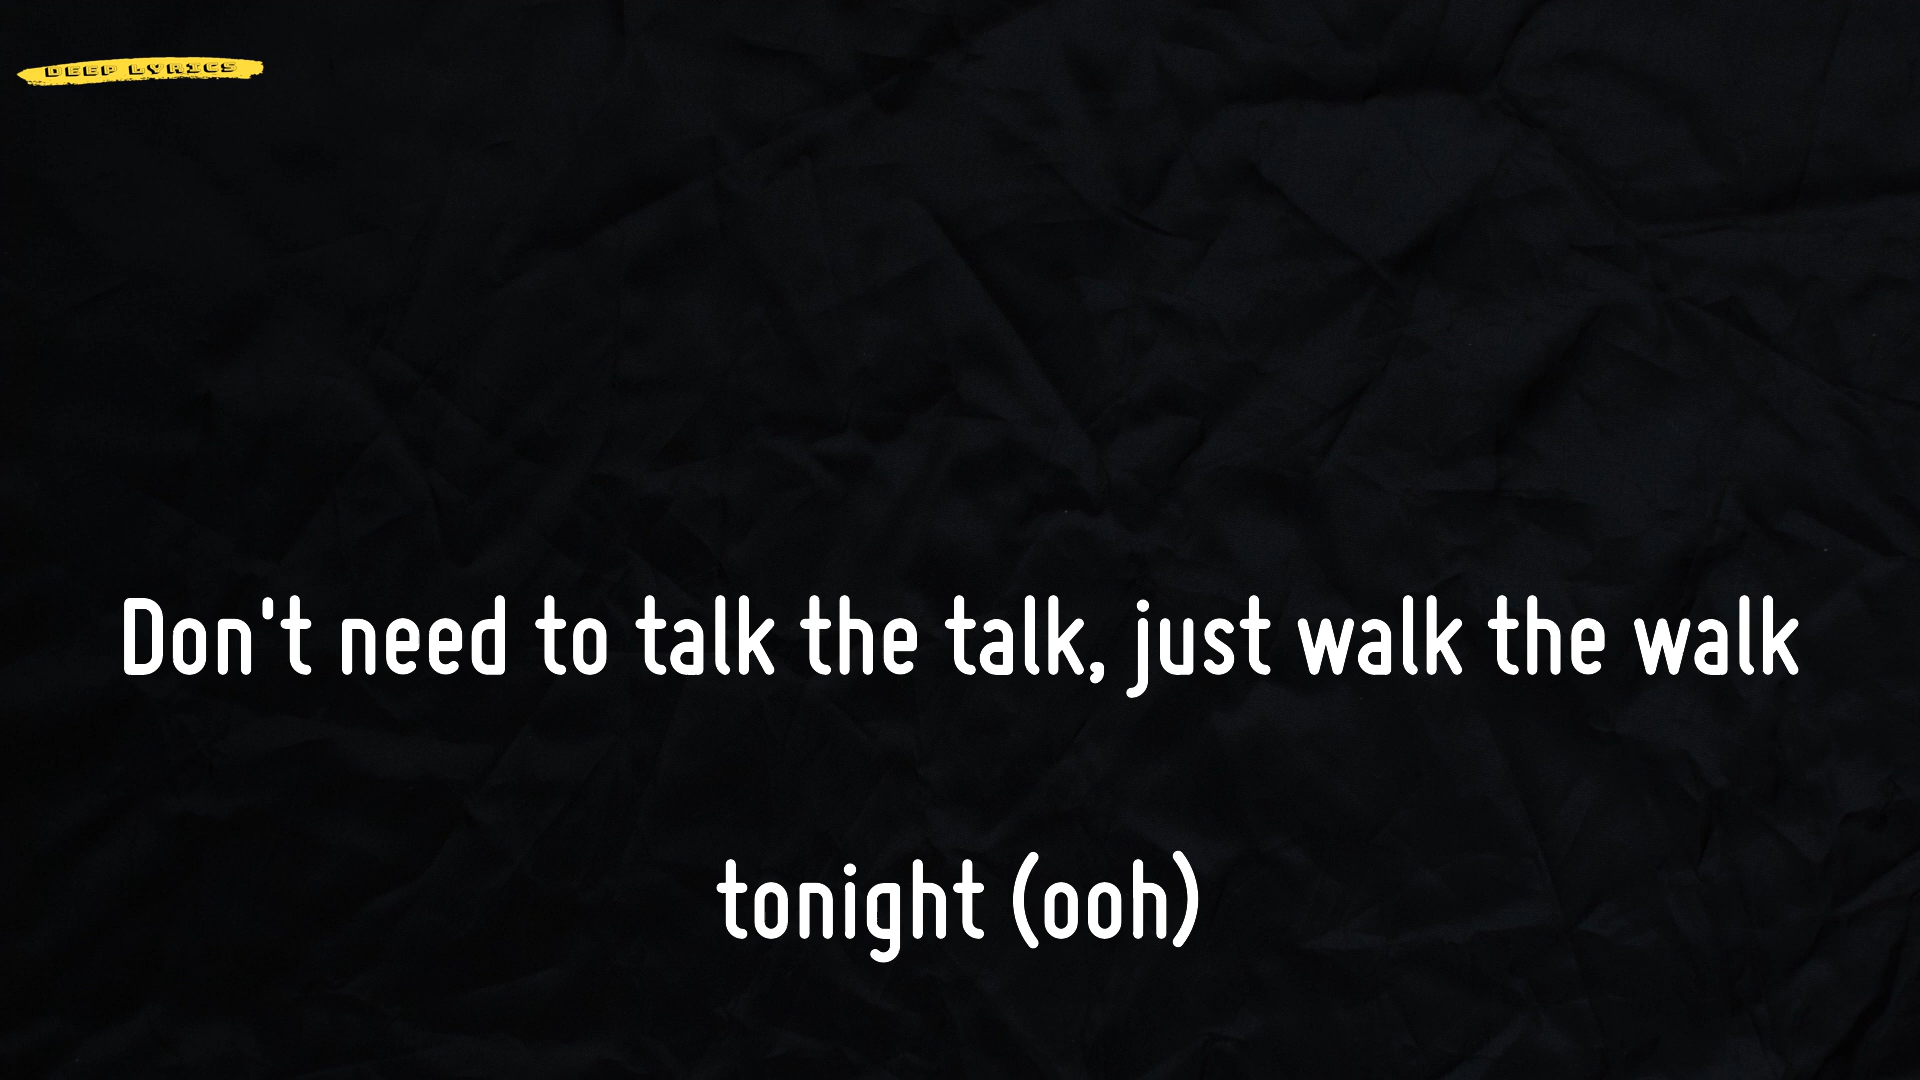 DEEP LYRICS
Don't need to talk the talk, just walk the walk
tonight (ooh)